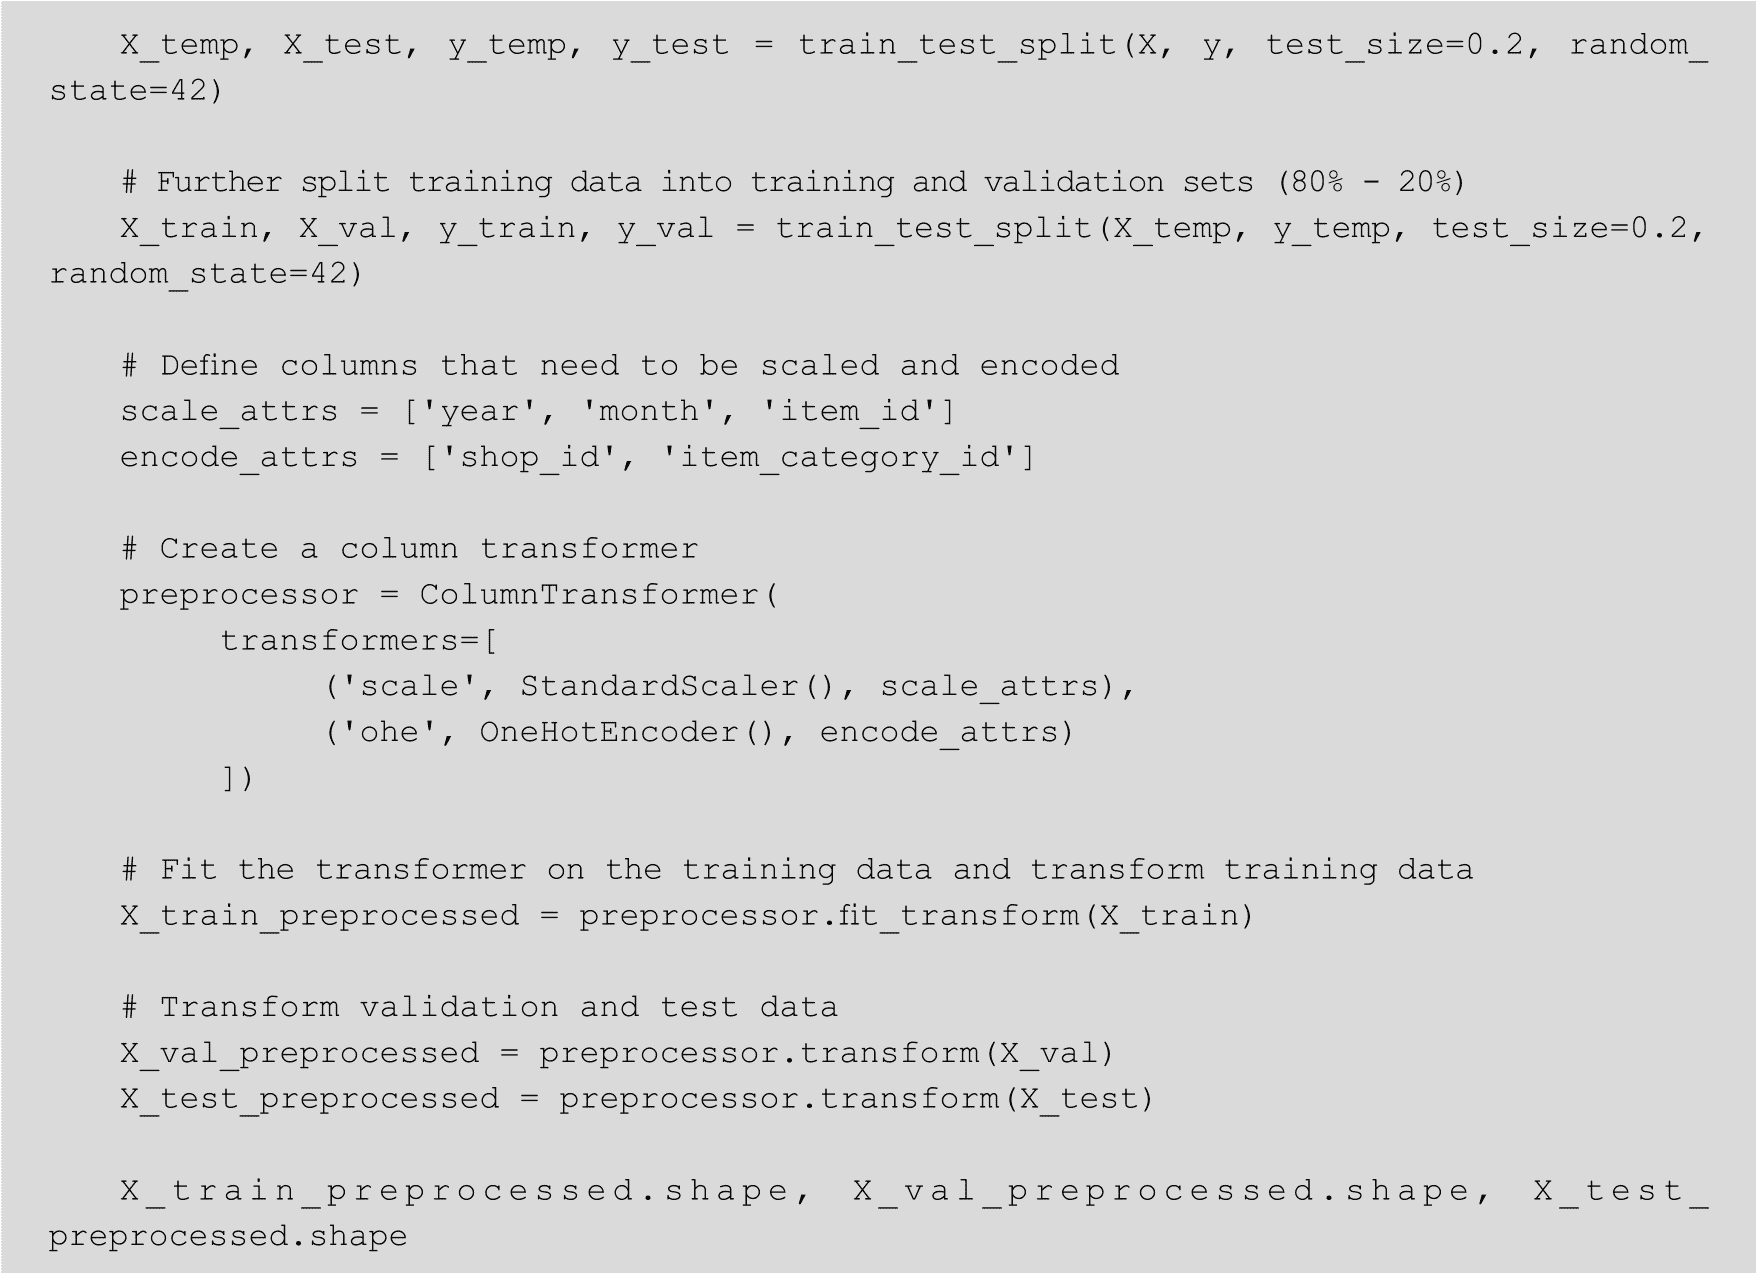 X_temp, X_test, y_temp, y_test = train_test_split(X, y, test_size=0.2, random_
state=42)
# Further split training data into training and validation sets (80% - 20%)
X_train, X_val, y_train, y_val = train_test_split(X_temp, y_temp, test_size=0.2,
random_state=42)
# Define columns that need to be scaled and encoded
scale_attrs = ['year', 'month', 'item_id']
encode_attrs = ['shop_id', 'item_category_id']
# Create a column transformer
preprocessor = ColumnTransformer(
transformers=[
('scale', StandardScaler(), scale_attrs),
('ohe', OneHotEncoder(), encode_attrs)
])
# Fit the transformer on the training data and transform training data
X_train_preprocessed = preprocessor.fit_transform(X_train)
# Transform validation and test data
X_val_preprocessed = preprocessor.transform(X_val)
X_test_preprocessed = preprocessor.transform(X_test)
X_train_preprocessed.shape, X_val_preprocessed.shape, X_test_
preprocessed.shape